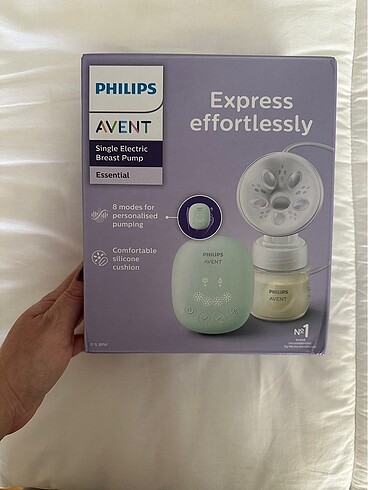 PHILIPS
AVENT
Single Electric
Breast Pump
Essential
Express
effortlessly
8 modes for
personalised
pumping
Comfortable
silicone
cushion
PHILIPS
AVENT
PHILIPS
AVENT
Nº1